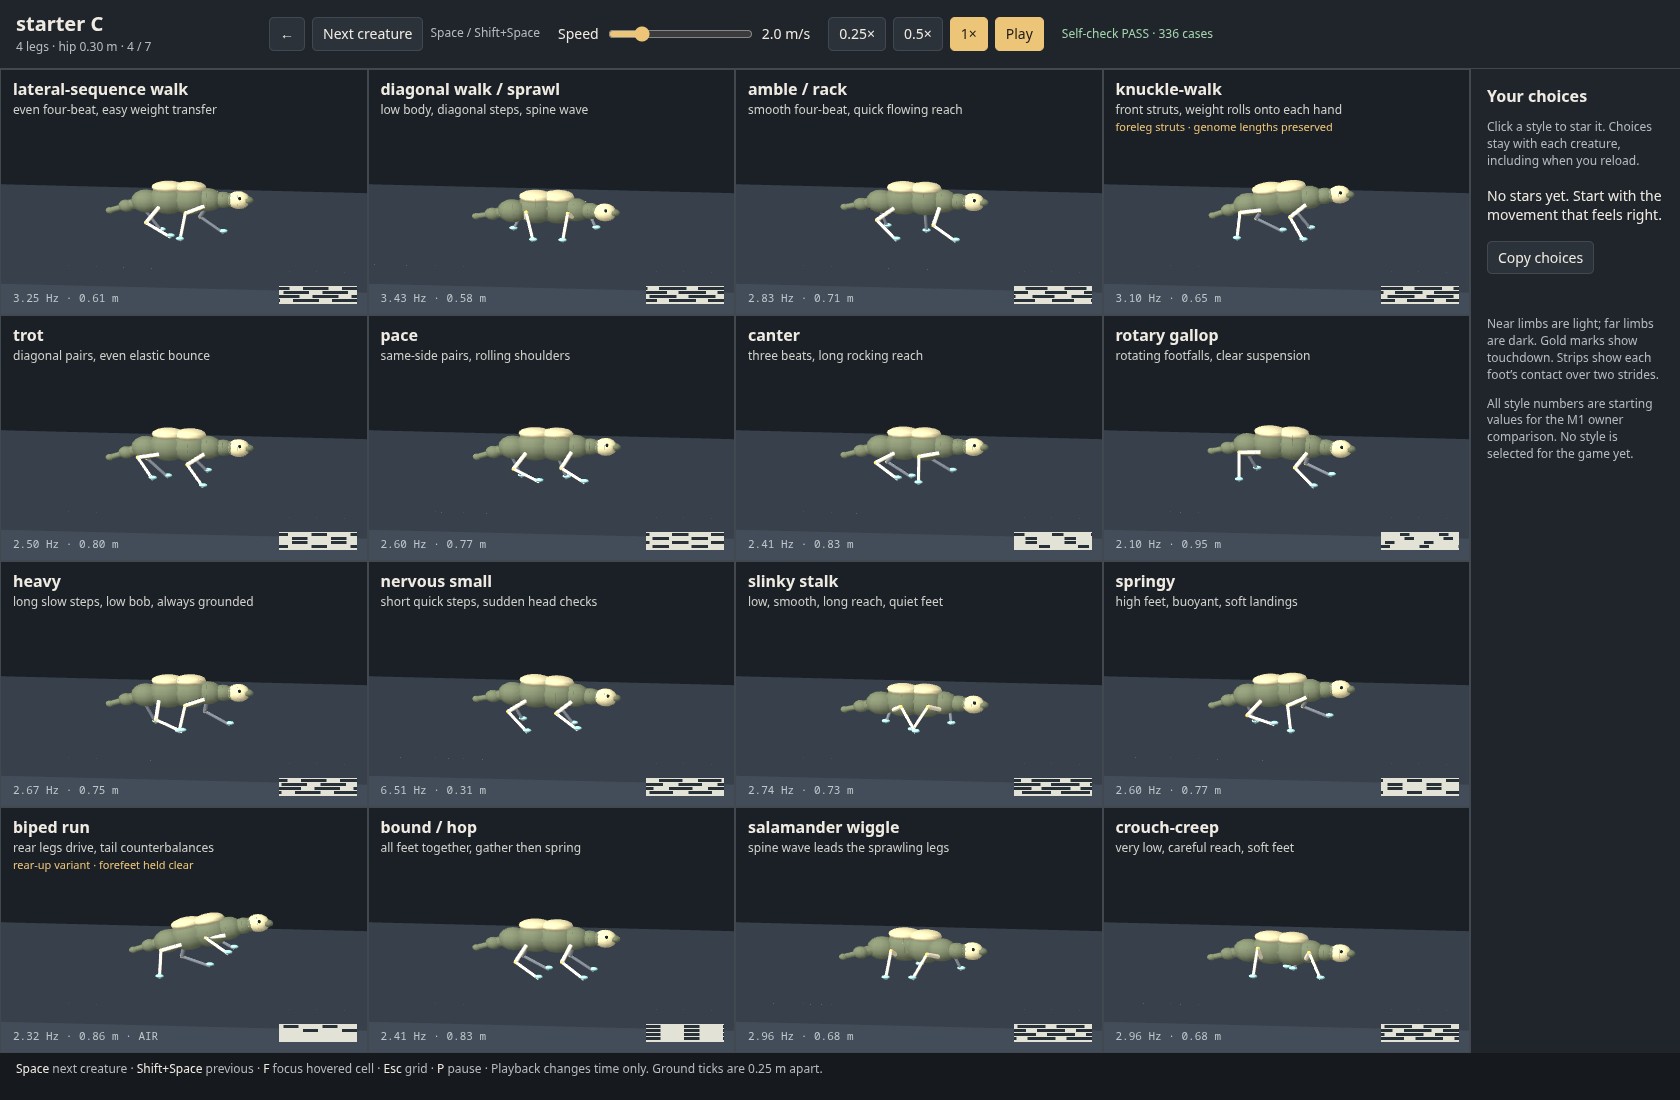 starter C
4 legs · hip 0.30 m · 4 / 7
←
Next creature
Space / Shift+Space
Speed
2.0 m/s
0.25×
0.5×
1×
Play
Self-check PASS · 336 cases
lateral-sequence walk
even four-beat, easy weight transfer
3.25 Hz · 0.61 m
diagonal walk / sprawl
low body, diagonal steps, spine wave
3.43 Hz · 0.58 m
amble / rack
smooth four-beat, quick flowing reach
2.83 Hz · 0.71 m
knuckle-walk
front struts, weight rolls onto each hand
foreleg struts · genome lengths preserved
3.10 Hz · 0.65 m
trot
diagonal pairs, even elastic bounce
2.50 Hz · 0.80 m
pace
same-side pairs, rolling shoulders
2.60 Hz · 0.77 m
canter
three beats, long rocking reach
2.41 Hz · 0.83 m
rotary gallop
rotating footfalls, clear suspension
2.10 Hz · 0.95 m
heavy
long slow steps, low bob, always grounded
2.67 Hz · 0.75 m
nervous small
short quick steps, sudden head checks
6.51 Hz · 0.31 m
slinky stalk
low, smooth, long reach, quiet feet
2.74 Hz · 0.73 m
springy
high feet, buoyant, soft landings
2.60 Hz · 0.77 m
biped run
rear legs drive, tail counterbalances
rear-up variant · forefeet held clear
2.32 Hz · 0.86 m · AIR
bound / hop
all feet together, gather then spring
2.41 Hz · 0.83 m
salamander wiggle
spine wave leads the sprawling legs
2.96 Hz · 0.68 m
crouch-creep
very low, careful reach, soft feet
2.96 Hz · 0.68 m
Your choices
Click a style to star it. Choices
stay with each creature,
including when you reload.
No stars yet. Start with the
movement that feels right.
Copy choices
Near limbs are light; far limbs
are dark. Gold marks show
touchdown. Strips show each
foot’s contact over two strides.
All style numbers are starting
values for the M1 owner
comparison. No style is
selected for the game yet.
Space next creature · Shift+Space previous · F focus hovered cell · Esc grid · P pause · Playback changes time only. Ground ticks are 0.25 m apart.